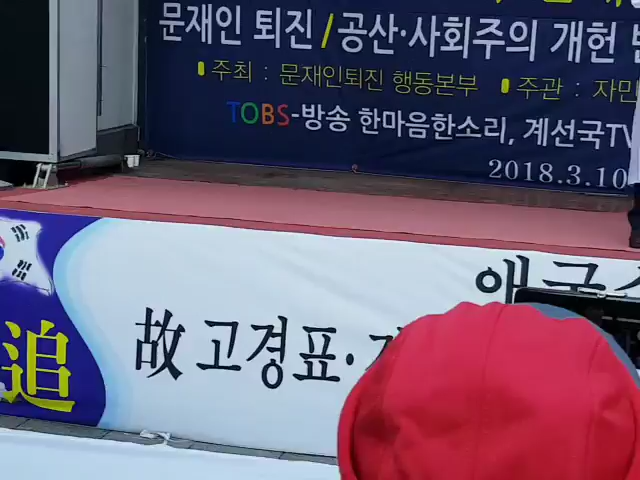 문재인 퇴진/공산·사회주의 개헌
주최 : 문재인퇴진 행동본부 주관 : 자민
TOBS-방송 한마음한소리, 계선국TV
2018.3.10
애국
追
故 고경표·